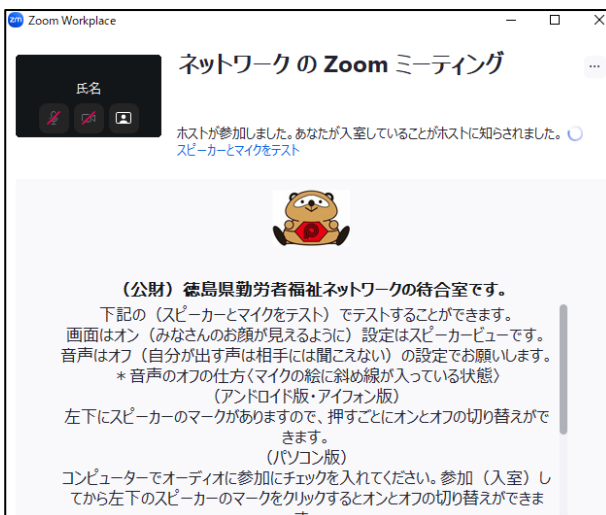 zm Zoom Workplace
ネットワーク の Zoom ミーティング
氏名
ホストが参加しました。あなたが入室していることがホストに知らされました。
スピーカーとマイクをテスト
（公財）徳島県勤労者福祉ネットワークの待合室です。
下記の（スピーカーとマイクをテスト）でテストすることができます。
画面はオン（みなさんのお顔が見えるように）設定はスピーカービューです。
音声はオフ（自分が出す声は相手には聞こえない）の設定でお願いします。
＊音声のオフの仕方〈マイクの絵に斜め線が入っている状態〉
（アンドロイド版・アイフォン版）
左下にスピーカーのマークがありますので、押すごとにオンとオフの切り替えがで
きます。
（パソコン版）
コンピューターでオーディオに参加にチェックを入れてください。参加（入室）し
てから左下のスピーカーのマークをクリックするとオンとオフの切り替えができま